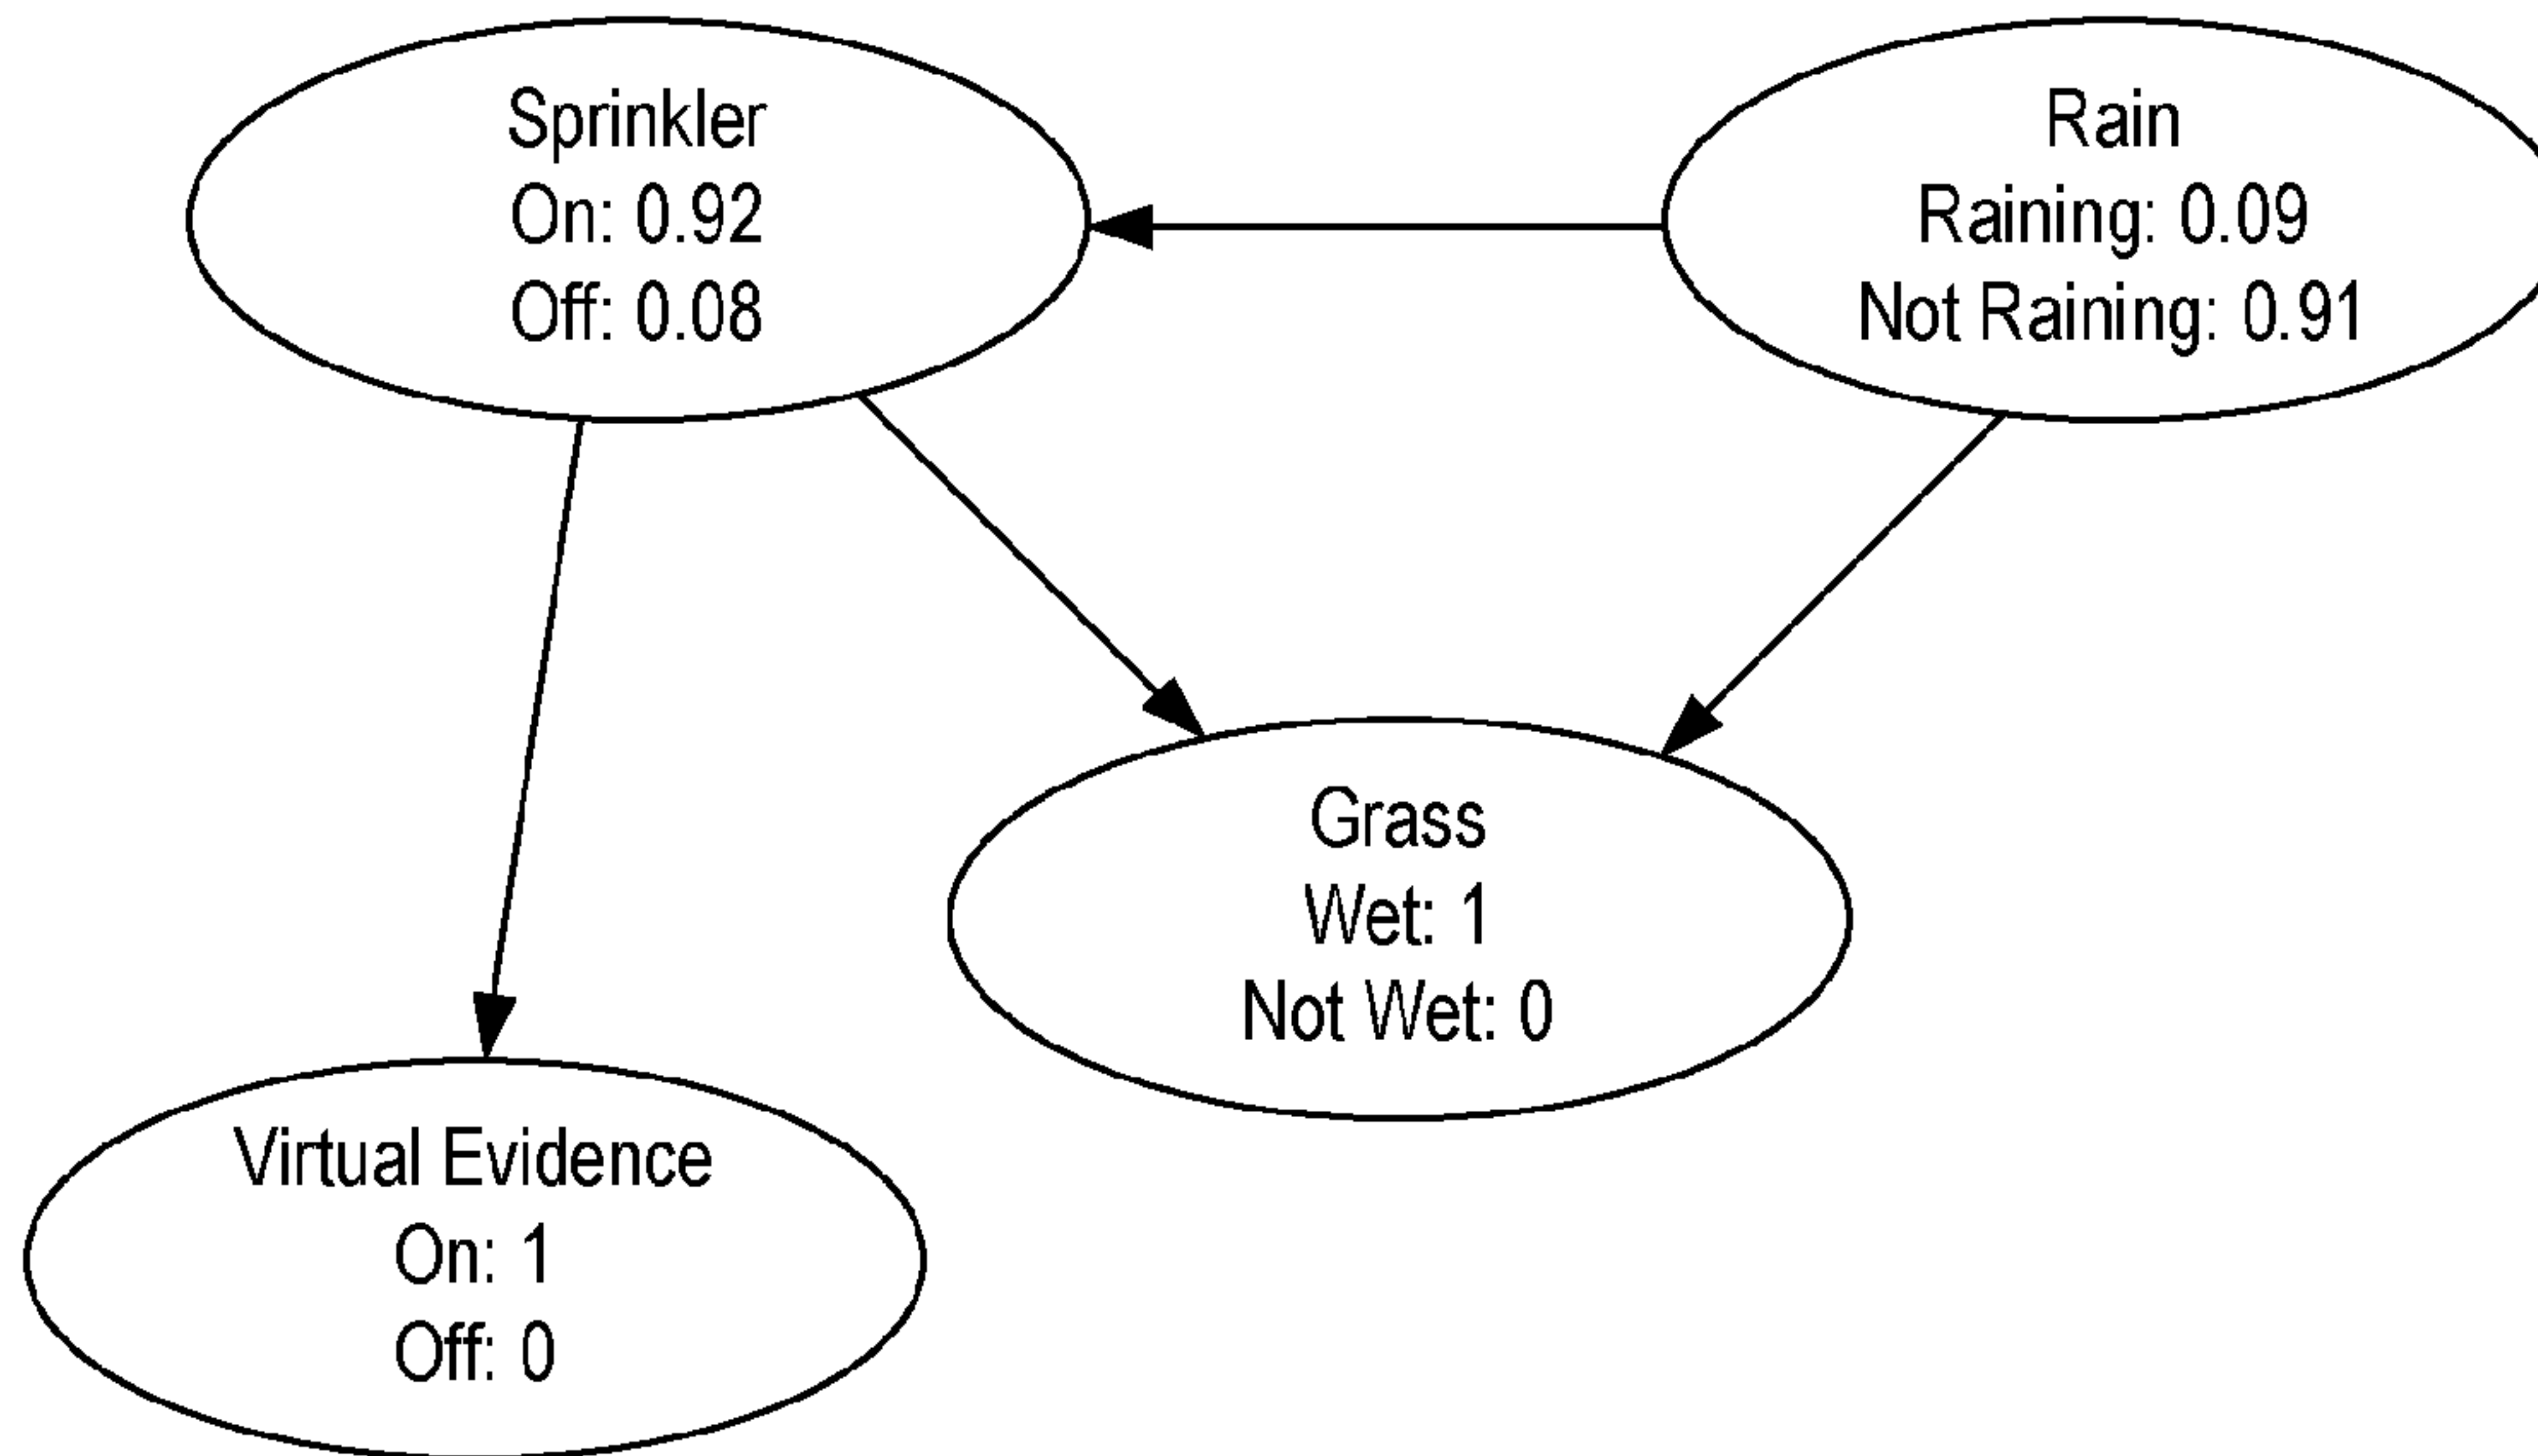 Sprinkler
On: 0.92
Off: 0.08
Rain
Raining: 0.09
Not Raining: 0.91
Grass
Wet: 1
Not Wet: 0
Virtual Evidence
On: 1
Off: 0